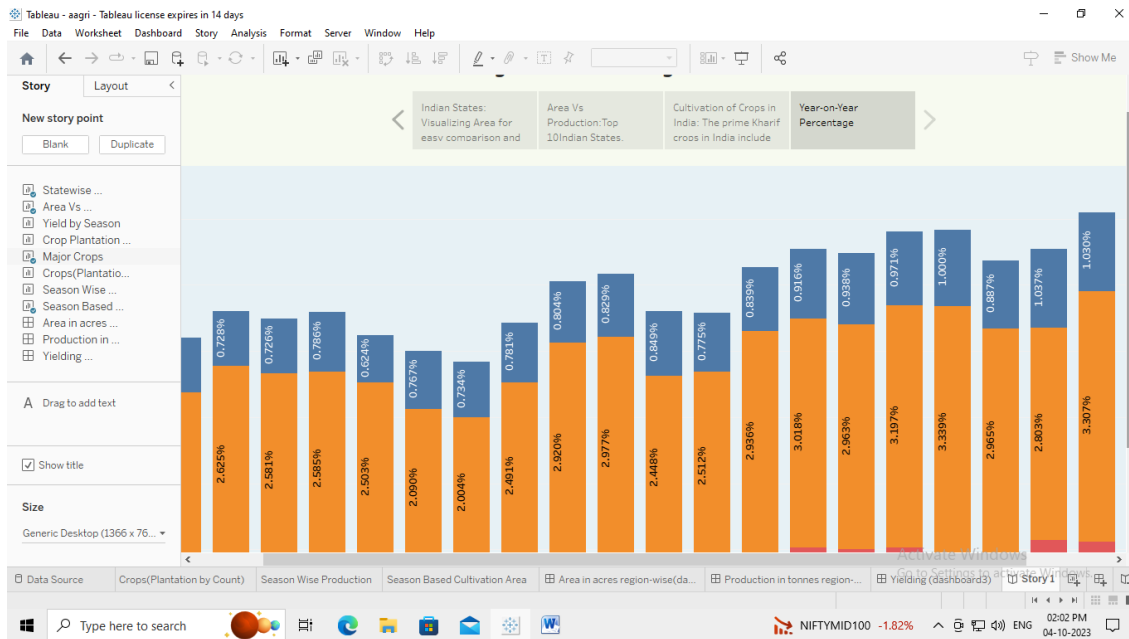 Tableau - aagri - Tableau license expires in 14 days
File Data Worksheet Dashboard Story Analysis Format Server Window Help
Show Me
Story Layout
New story point
Blank Duplicate
Statewise ...
Area Vs ...
Yield by Season
Crop Plantation ...
Major Crops
Crops(Plantatio...
Season Wise ...
Season Based ...
Area in acres ...
Production in ...
Yielding ...
A Drag to add text
Show title
Size
Generic Desktop (1366 x 76...
Indian States:
Visualizing Area for
easy comparison and
Area Vs
Production:Top
10Indian States.
Cultivation of Crops in
India: The prime Kharif
crops in India include
Year-on-Year
Percentage
0.728%
0.726%
0.786%
0.624%
0.767%
0.734%
0.781%
0.804%
0.829%
0.849%
0.775%
0.839%
0.916%
0.938%
0.971%
1.000%
0.887%
1.037%
1.030%
2.625%
2.581%
2.585%
2.503%
2.090%
2.004%
2.491%
2.920%
2.977%
2.448%
2.512%
2.936%
3.018%
2.963%
3.197%
3.339%
2.965%
2.803%
3.307%
Activate Windows
Go to Settings to activate Windows.
Data Source Crops(Plantation by Count) Season Wise Production Season Based Cultivation Area Area in acres region-wise(da... Production in tonnes region-... Yielding (dashboard3) Story 1
Type here to search
NIFTYMID100 -1.82% ENG
02:02 PM
04-10-2023